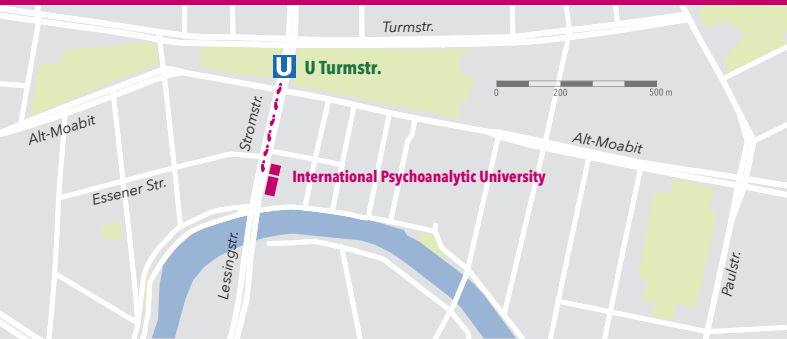 Turmstr.
U
U Turmstr.
0
200
500 m
Alt-Moabit
Stromstr.
Alt-Moabit
International Psychoanalytic University
Essener Str.
Lessingstr.
Paulstr.